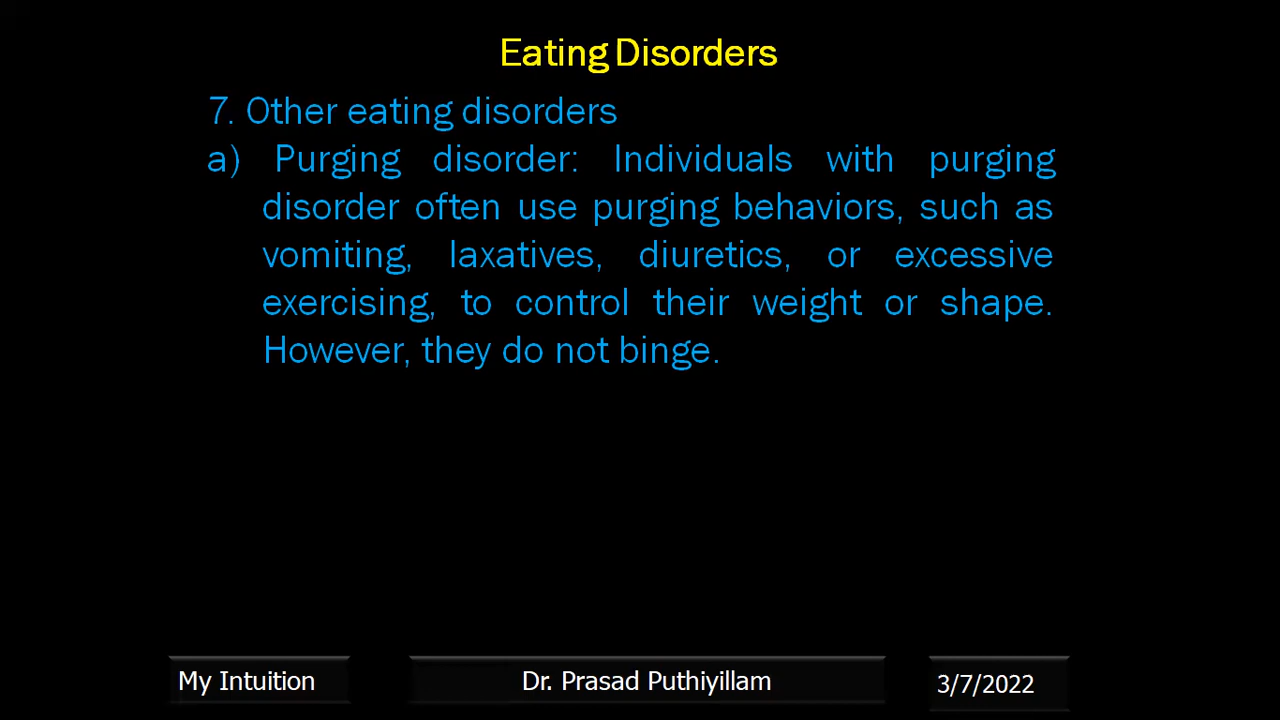 Eating Disorders
7. Other eating disorders
a) Purging disorder: Individuals with purging
disorder often use purging behaviors, such as
vomiting, laxatives, diuretics, or excessive
exercising, to control their weight or shape.
However, they do not binge.
My Intuition
Dr. Prasad Puthiyillam
3/7/2022